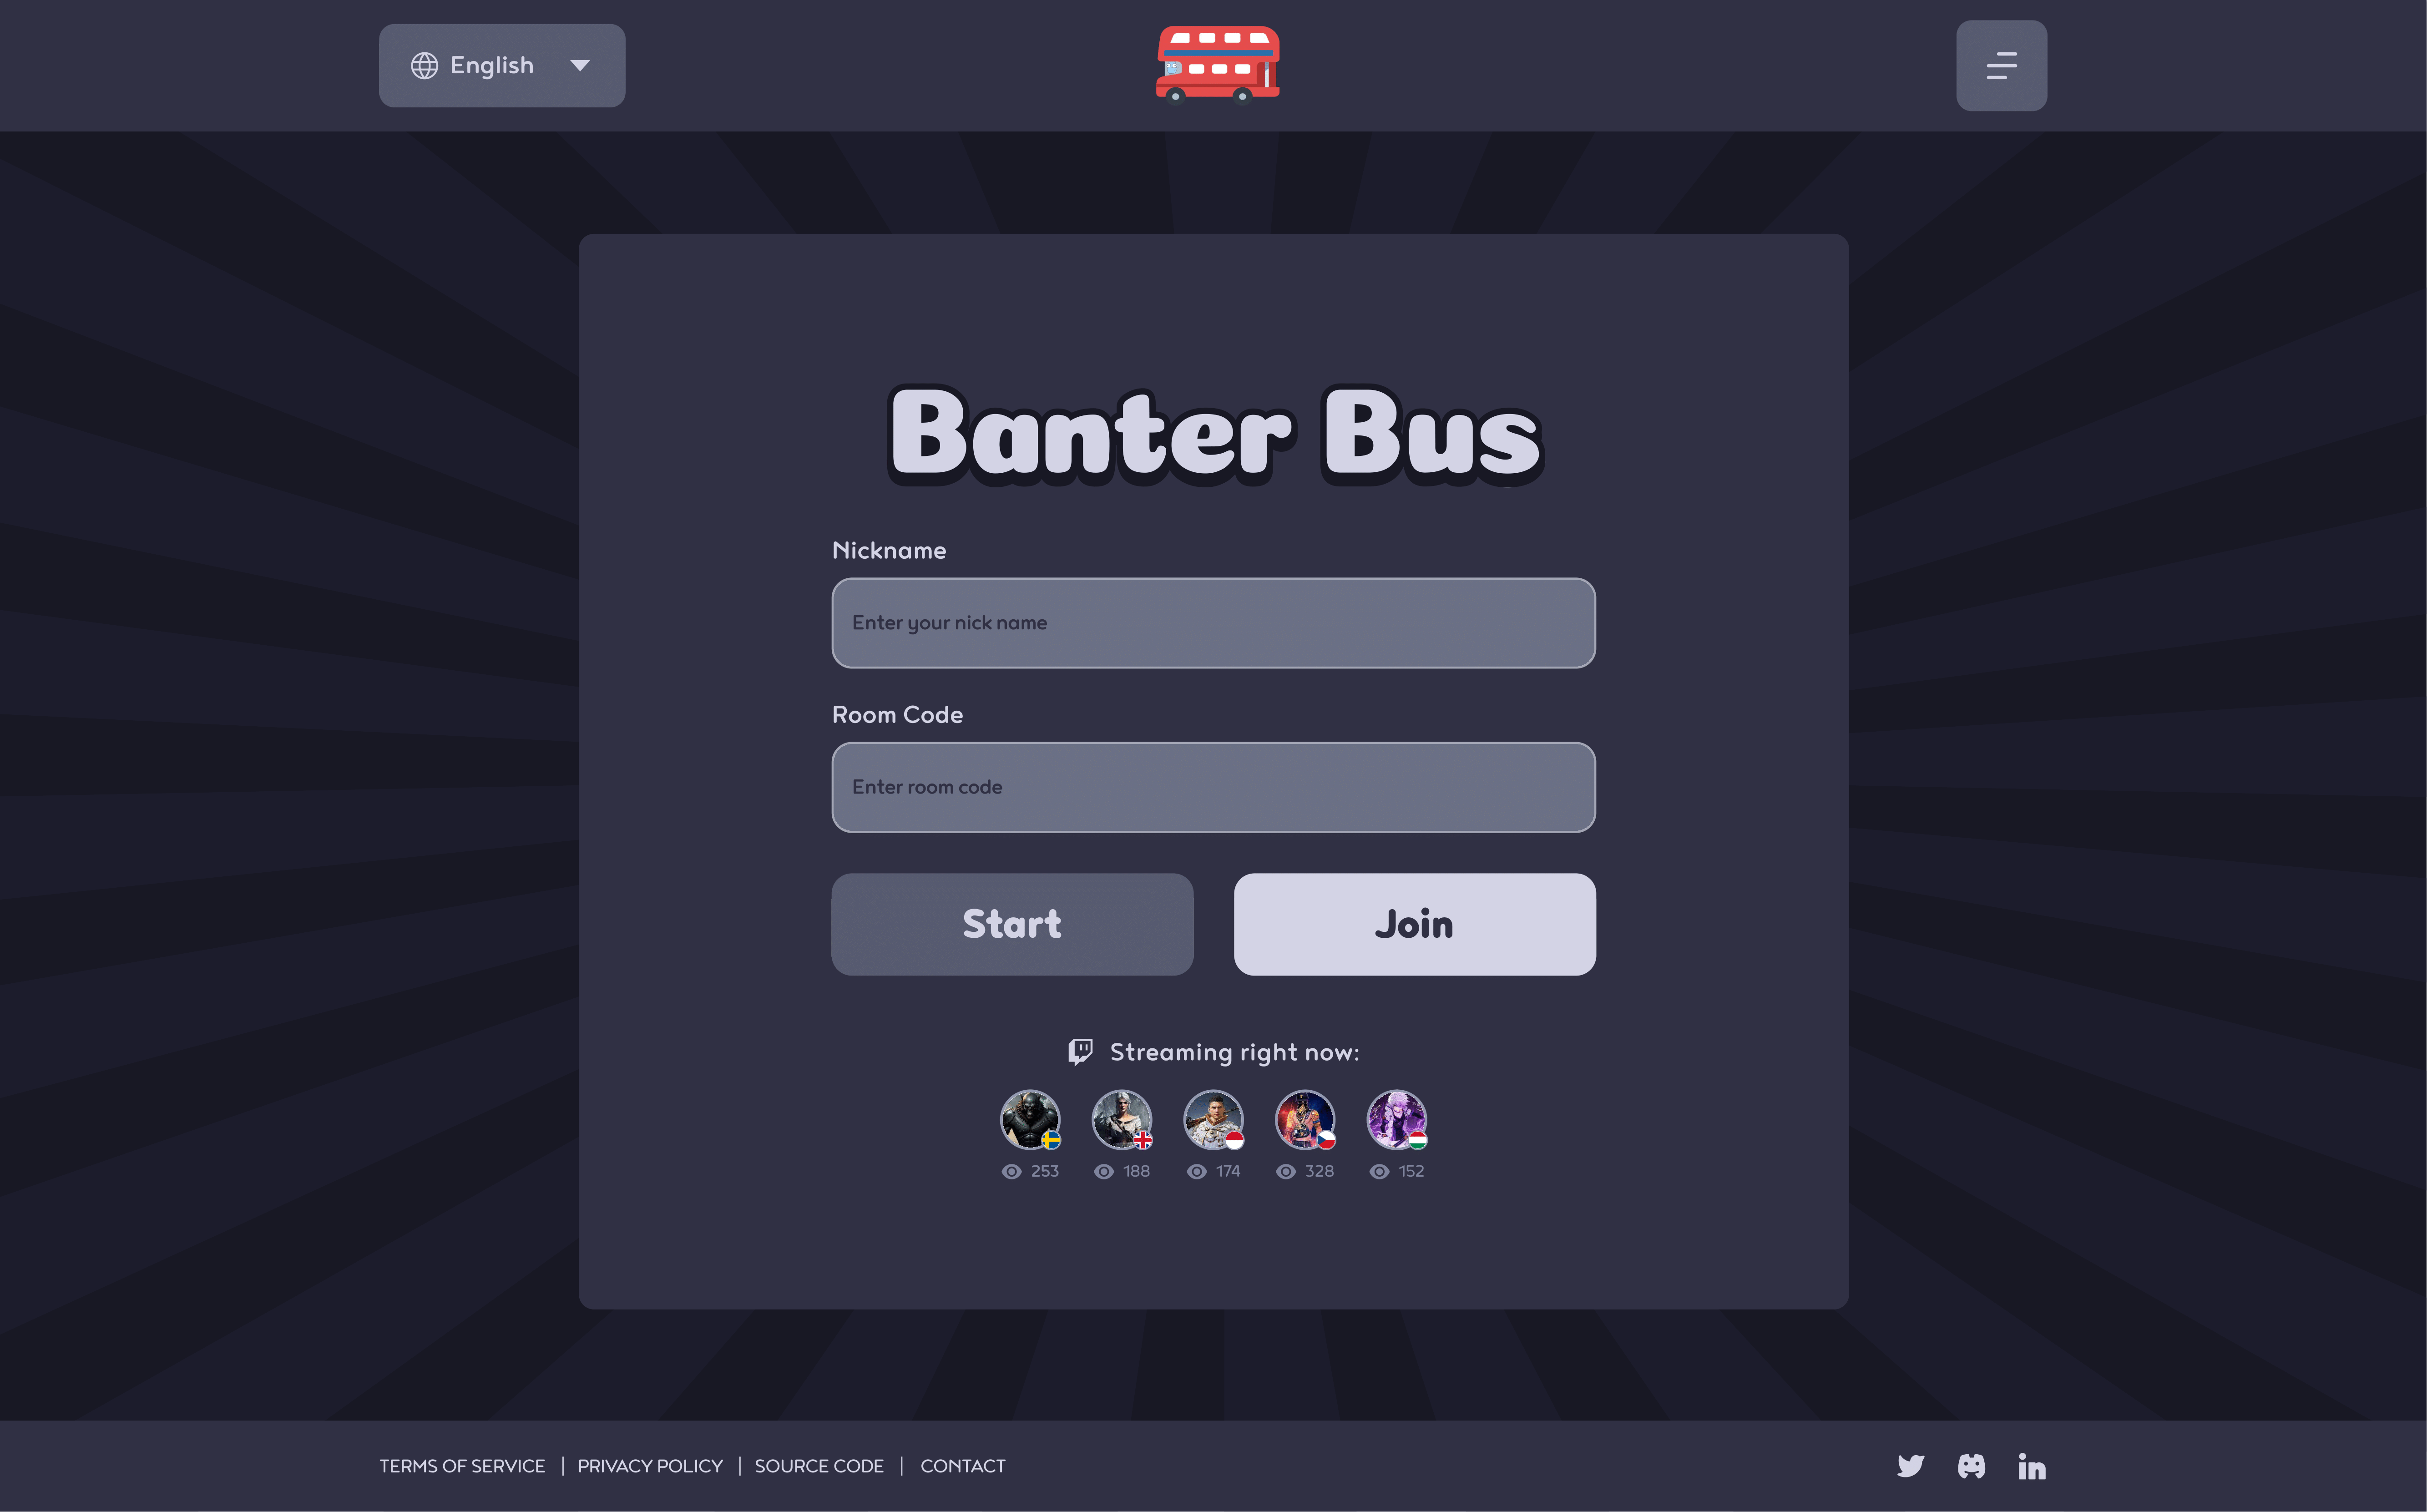 English
Banter Bus
Nickname
Enter your nick name
Room Code
Enter room code
Start
Join
Streaming right now:
253 188 174 328 152
TERMS OF SERVICE | PRIVACY POLICY | SOURCE CODE | CONTACT